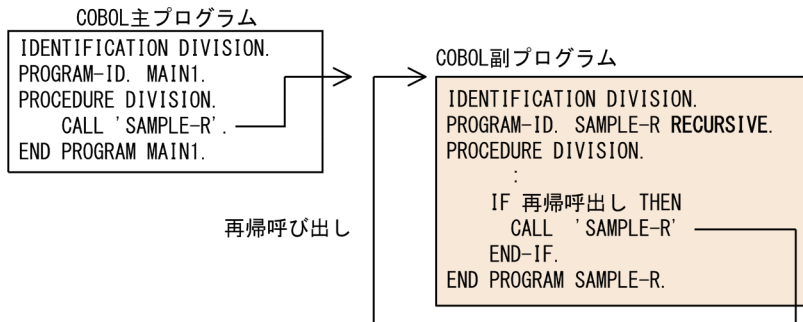 COBOL主プログラム
IDENTIFICATION DIVISION.
PROGRAM-ID. MAIN1.
PROCEDURE DIVISION.
CALL 'SAMPLE-R'.
END PROGRAM MAIN1.
COBOL副プログラム
IDENTIFICATION DIVISION.
PROGRAM-ID. SAMPLE-R RECURSIVE.
PROCEDURE DIVISION.
:
IF 再帰呼出し THEN
CALL 'SAMPLE-R'
END-IF.
END PROGRAM SAMPLE-R.
再帰呼び出し